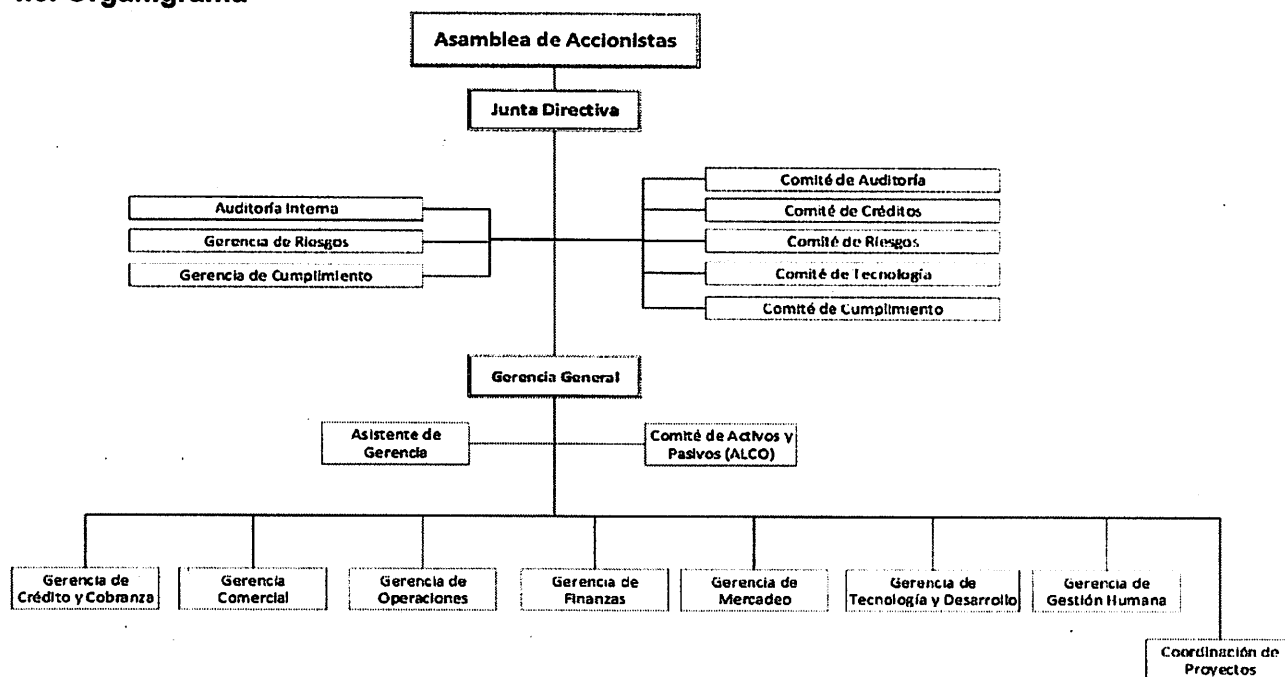 Organigrama
Asamblea de Accionistas
Junta Directiva
Comité de Auditoría
Auditoría Interna
Comité de Créditos
Gerencia de Riesgos
Comité de Riesgos
Gerencia de Cumplimiento
Comité de Tecnología
Comité de Cumplimiento
Gerencia General
Asistente de
Gerencia
Comité de Activos y
Pasivos (ALCO)
Gerencia de
Crédito y Cobranza
Gerencia
Comercial
Gerencia de
Operaciones
Gerencia de
Finanzas
Gerencia de
Mercadeo
Gerencia de
Tecnología y Desarrollo
Gerencia de
Gestión Humana
Coordinación de
Proyectos